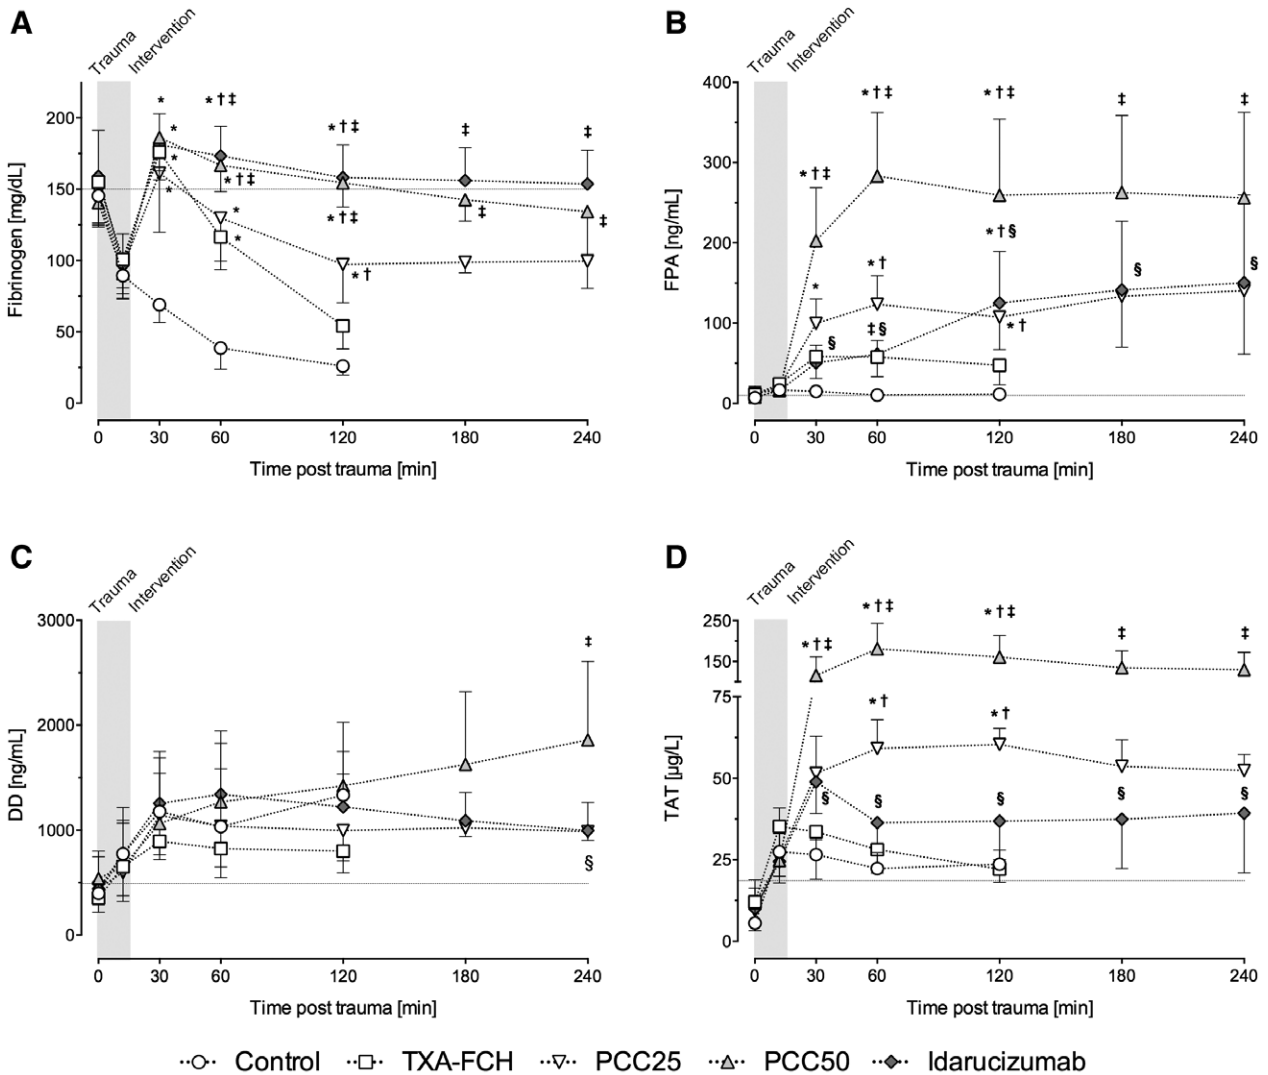 A
Trauma
Intervention
Fibrinogen [mg/dL]
200
150
100
50
0
*
*
*
*
* † ‡
* † ‡
*
*
* † ‡
* † ‡
* †
‡
‡
‡
‡
0 30 60 120 180 240
Time post trauma [min]
B
Trauma
Intervention
FPA [ng/mL]
400
300
200
100
0
* † ‡
*
§
* † ‡
* †
‡ §
* † ‡
* † §
* †
‡
§
‡
§
0 30 60 120 180 240
Time post trauma [min]
C
Trauma
Intervention
DD [ng/mL]
3000
2000
1000
0
‡
§
0 30 60 120 180 240
Time post trauma [min]
D
Trauma
Intervention
TAT [µg/L]
250
150
75
50
25
0
* † ‡
§
* † ‡
* †
§
* † ‡
* †
§
‡
§
‡
§
0 30 60 120 180 240
Time post trauma [min]
Control TXA-FCH PCC25 PCC50 Idarucizumab